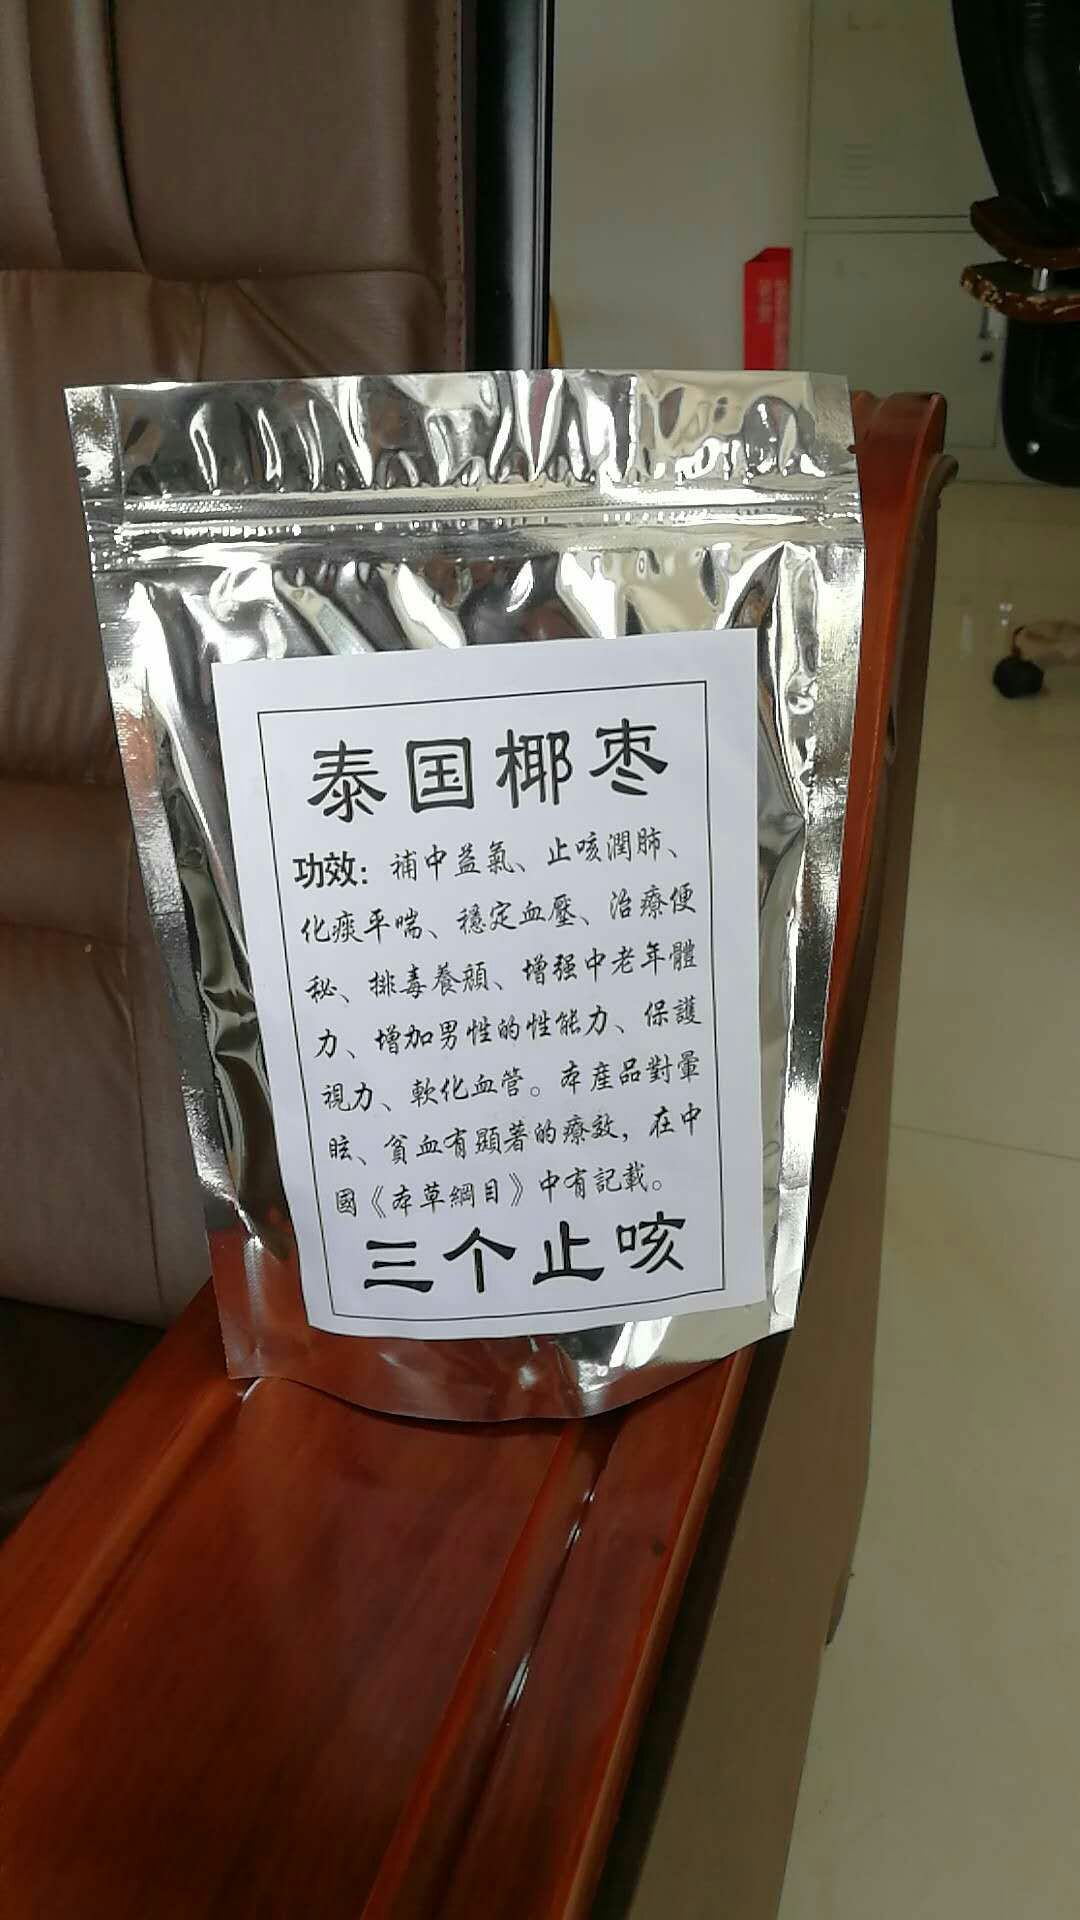 泰国椰枣
功效：補中益氣、止咳潤肺、
化痰平喘、穩定血壓、治療便
秘、排毒養顏、增强中老年體
力、增加男性的性能力、保護
視力、軟化血管。本產品對暈
眩、貧血有顯著的療效，在中
國《本草綱目》中有記載。
三个止咳